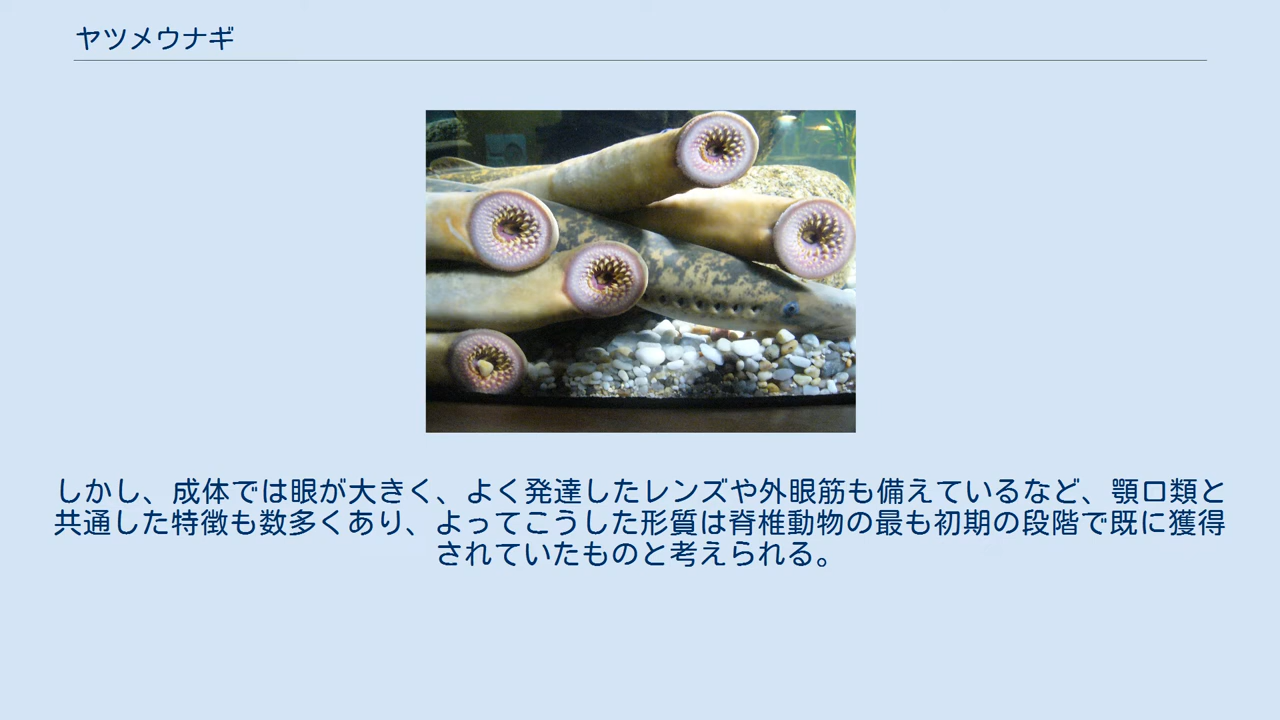 ヤツメウナギ
しかし、成体では眼が大きく、よく発達したレンズや外眼筋も備えているなど、顎口類と
共通した特徴も数多くあり、よってこうした形質は脊椎動物の最も初期の段階で既に獲得
されていたものと考えられる。